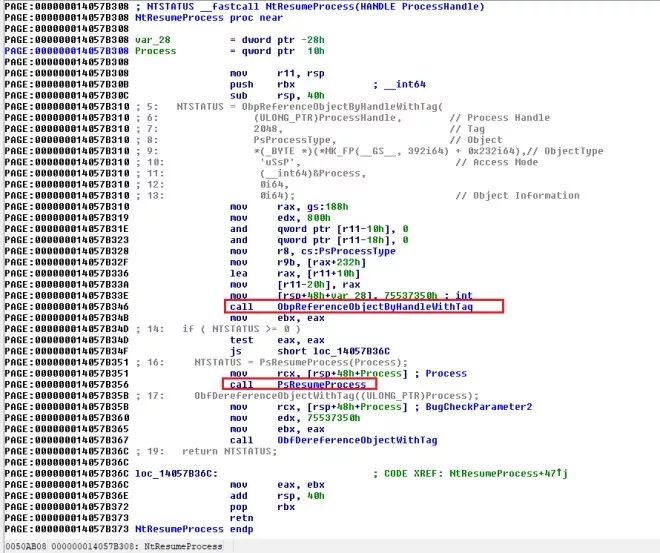 PAGE:000000014057B308 ; NTSTATUS __fastcall NtResumeProcess(HANDLE ProcessHandle)
PAGE:000000014057B308 NtResumeProcess proc near
PAGE:000000014057B308
PAGE:000000014057B308 var_28 = dword ptr -28h
PAGE:000000014057B308 Process = qword ptr 10h
PAGE:000000014057B308
PAGE:000000014057B308 mov r11, rsp
PAGE:000000014057B30B push rbx ; __int64
PAGE:000000014057B30C sub rsp, 40h
PAGE:000000014057B310 ; 5: NTSTATUS = ObpReferenceObjectByHandleWithTag(
PAGE:000000014057B310 ; 6: (ULONG_PTR)ProcessHandle, // Process Handle
PAGE:000000014057B310 ; 7: 2048, // Tag
PAGE:000000014057B310 ; 8: PsProcessType, // Object
PAGE:000000014057B310 ; 9: *(_BYTE *)(*MK_FP(__GS__, 392i64) + 0x232i64),// ObjectType
PAGE:000000014057B310 ; 10: 'uSsP', // Access Mode
PAGE:000000014057B310 ; 11: (__int64)&Process,
PAGE:000000014057B310 ; 12: 0i64,
PAGE:000000014057B310 ; 13: 0i64); // Object Information
PAGE:000000014057B310 mov rax, gs:188h
PAGE:000000014057B319 mov edx, 800h
PAGE:000000014057B31E and qword ptr [r11-10h], 0
PAGE:000000014057B323 and qword ptr [r11-18h], 0
PAGE:000000014057B328 mov r8, cs:PsProcessType
PAGE:000000014057B32F mov r9b, [rax+232h]
PAGE:000000014057B336 lea rax, [r11+10h]
PAGE:000000014057B33A mov [r11-20h], rax
PAGE:000000014057B33E mov [rsp+48h+var_28], 75537350h ; int
PAGE:000000014057B346 call ObpReferenceObjectByHandleWithTag
PAGE:000000014057B34B mov ebx, eax
PAGE:000000014057B34D ; 14: if ( NTSTATUS >= 0 )
PAGE:000000014057B34D test eax, eax
PAGE:000000014057B34F js short loc_14057B36C
PAGE:000000014057B351 ; 16: NTSTATUS = PsResumeProcess(Process);
PAGE:000000014057B351 mov rcx, [rsp+48h+Process] ; Process
PAGE:000000014057B356 call PsResumeProcess
PAGE:000000014057B35B ; 17: ObfDereferenceObjectWithTag((ULONG_PTR)Process);
PAGE:000000014057B35B mov rcx, [rsp+48h+Process] ; BugCheckParameter2
PAGE:000000014057B360 mov edx, 75537350h
PAGE:000000014057B365 mov ebx, eax
PAGE:000000014057B367 call ObfDereferenceObjectWithTag
PAGE:000000014057B36C ; 19: return NTSTATUS;
PAGE:000000014057B36C
PAGE:000000014057B36C loc_14057B36C: ; CODE XREF: NtResumeProcess+47↑j
PAGE:000000014057B36C mov eax, ebx
PAGE:000000014057B36E add rsp, 40h
PAGE:000000014057B372 pop rbx
PAGE:000000014057B373 retn
PAGE:000000014057B373 NtResumeProcess endp
0050AB08 000000014057B308: NtResumeProcess